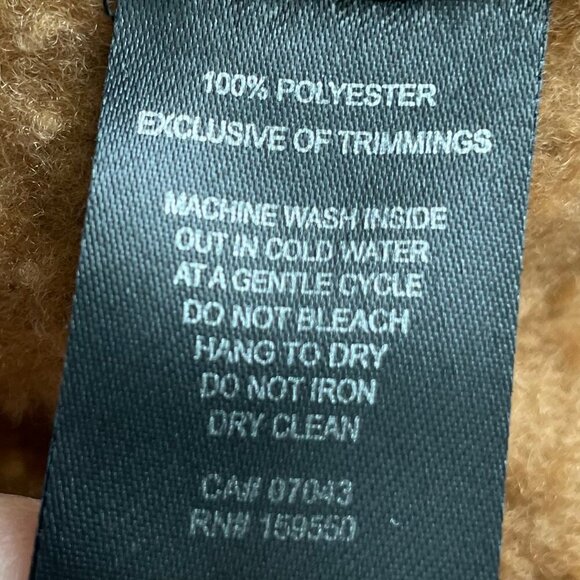 100% POLYESTER
EXCLUSIVE OF TRIMMINGS
MACHINE WASH INSIDE
OUT IN COLD WATER
AT A GENTLE CYCLE
DO NOT BLEACH
HANG TO DRY
DO NOT IRON
DRY CLEAN
CA# 07043
RN# 159550